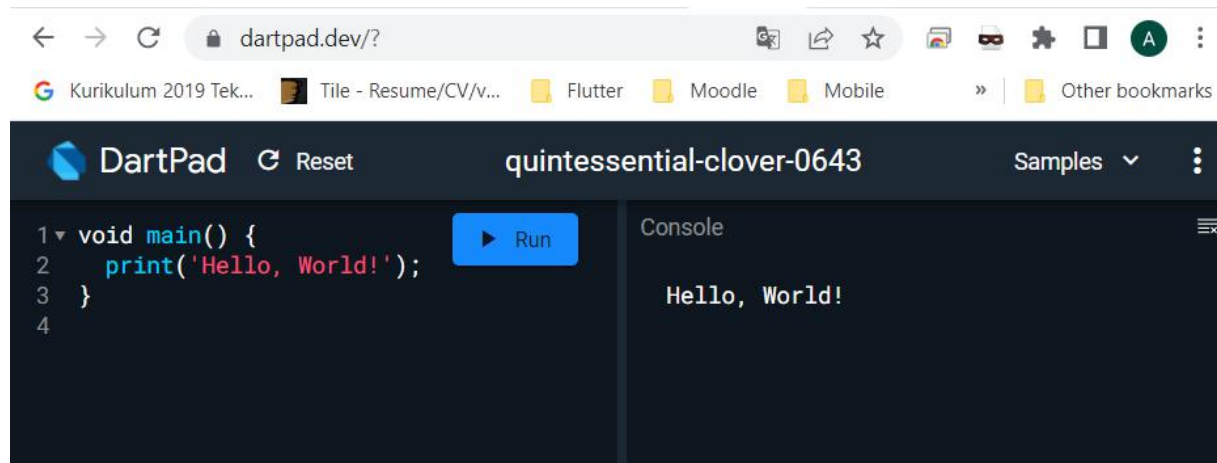 dartpad.dev/?
A
G Kurikulum 2019 Tek... Tile - Resume/CV/v... Flutter Moodle Mobile » Other bookmarks
DartPad Reset quintessential-clover-0643 Samples
1 void main() {
2 print('Hello, World!');
3 }
4
Run
Console
Hello, World!